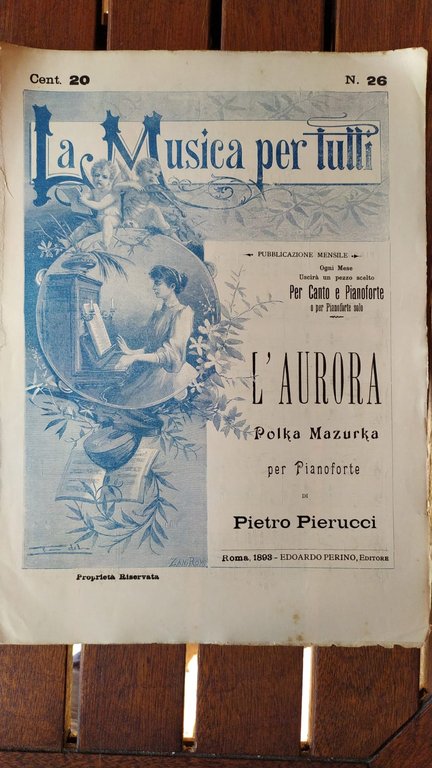 Cent. 20
N. 26
La Musica per tutti
PUBBLICAZIONE MENSILE
Ogni Mese
Uscirà un pezzo scelto
Per Canto e Pianoforte
o per Pianoforte solo
L'AURORA
Polka Mazurka
per Pianoforte
DI
Pietro Pierucci
Roma, 1893 - EDOARDO PERINO, Editore
Proprietà Riservata